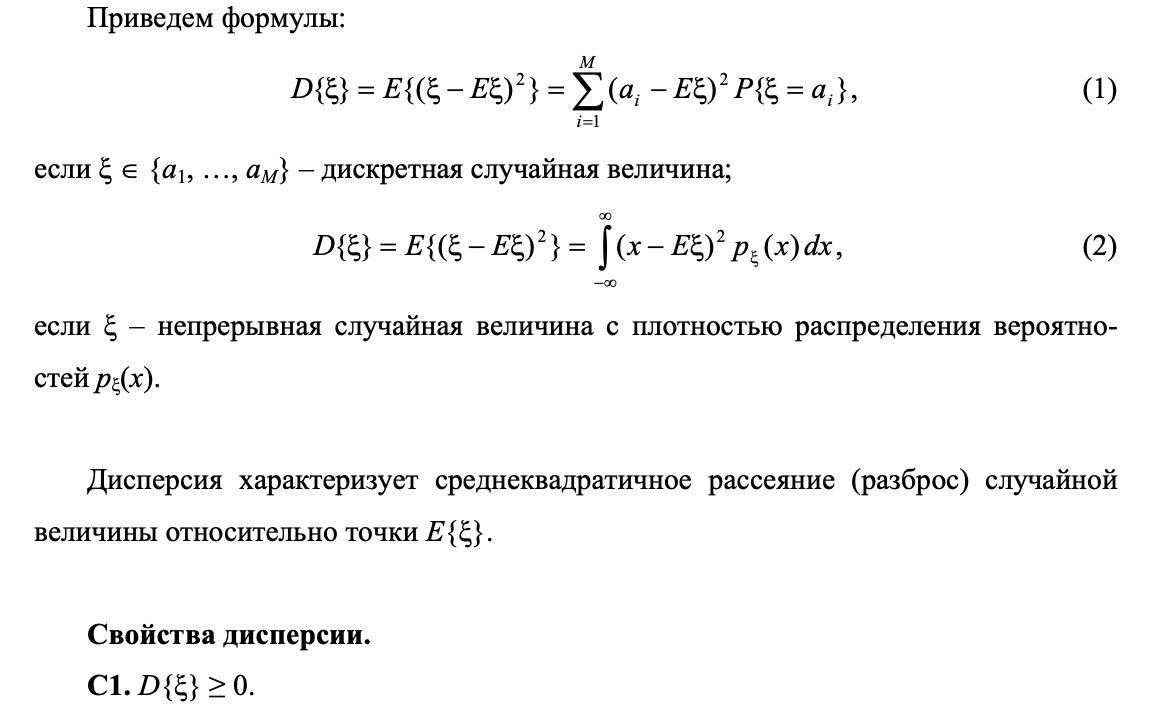 Приведем формулы:
D{ξ} = E{(ξ − Eξ)²} = ∑_{i=1}^{M} (a_i − Eξ)² P{ξ = a_i}, (1)
если ξ ∈ {a₁, …, a_M} – дискретная случайная величина;
D{ξ} = E{(ξ − Eξ)²} = ∫_{−∞}^{∞} (x − Eξ)² p_ξ(x) dx, (2)
если ξ – непрерывная случайная величина с плотностью распределения вероятно-
стей p_ξ(x).
Дисперсия характеризует среднеквадратичное рассеяние (разброс) случайной
величины относительно точки E{ξ}.
Свойства дисперсии.
С1. D{ξ} ≥ 0.